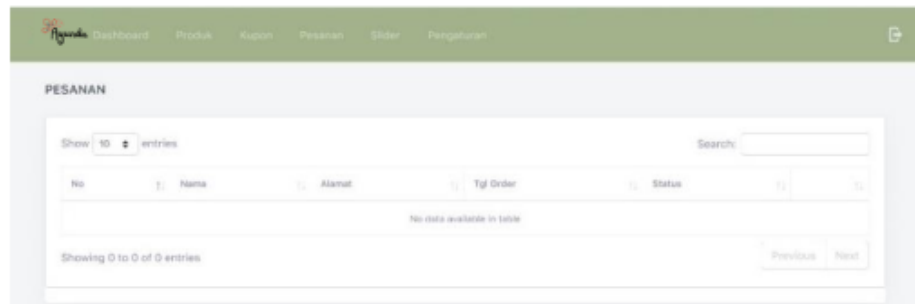 Dashboard Produk Kupon Pesanan Slider Pengaturan
PESANAN
Show 10 entries Search:
No Nama Alamat Tgl Order Status
No data available in table
Showing 0 to 0 of 0 entries Previous Next